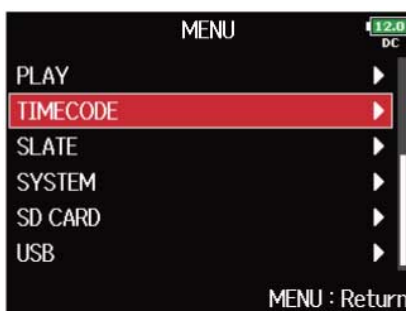 MENU
12.0
DC
PLAY
TIMECODE
SLATE
SYSTEM
SD CARD
USB
MENU : Return